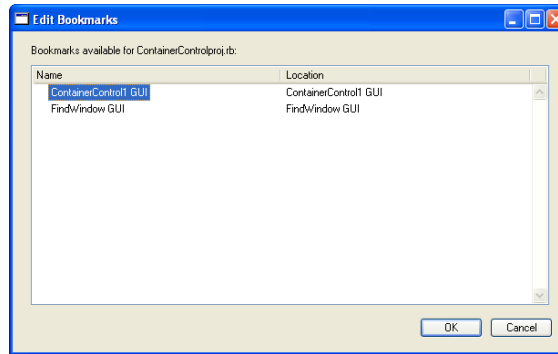 Edit Bookmarks
Bookmarks available for ContainerControlproj.rb:
Name Location
ContainerControl1 GUI ContainerControl1 GUI
FindWindow GUI FindWindow GUI
OK Cancel